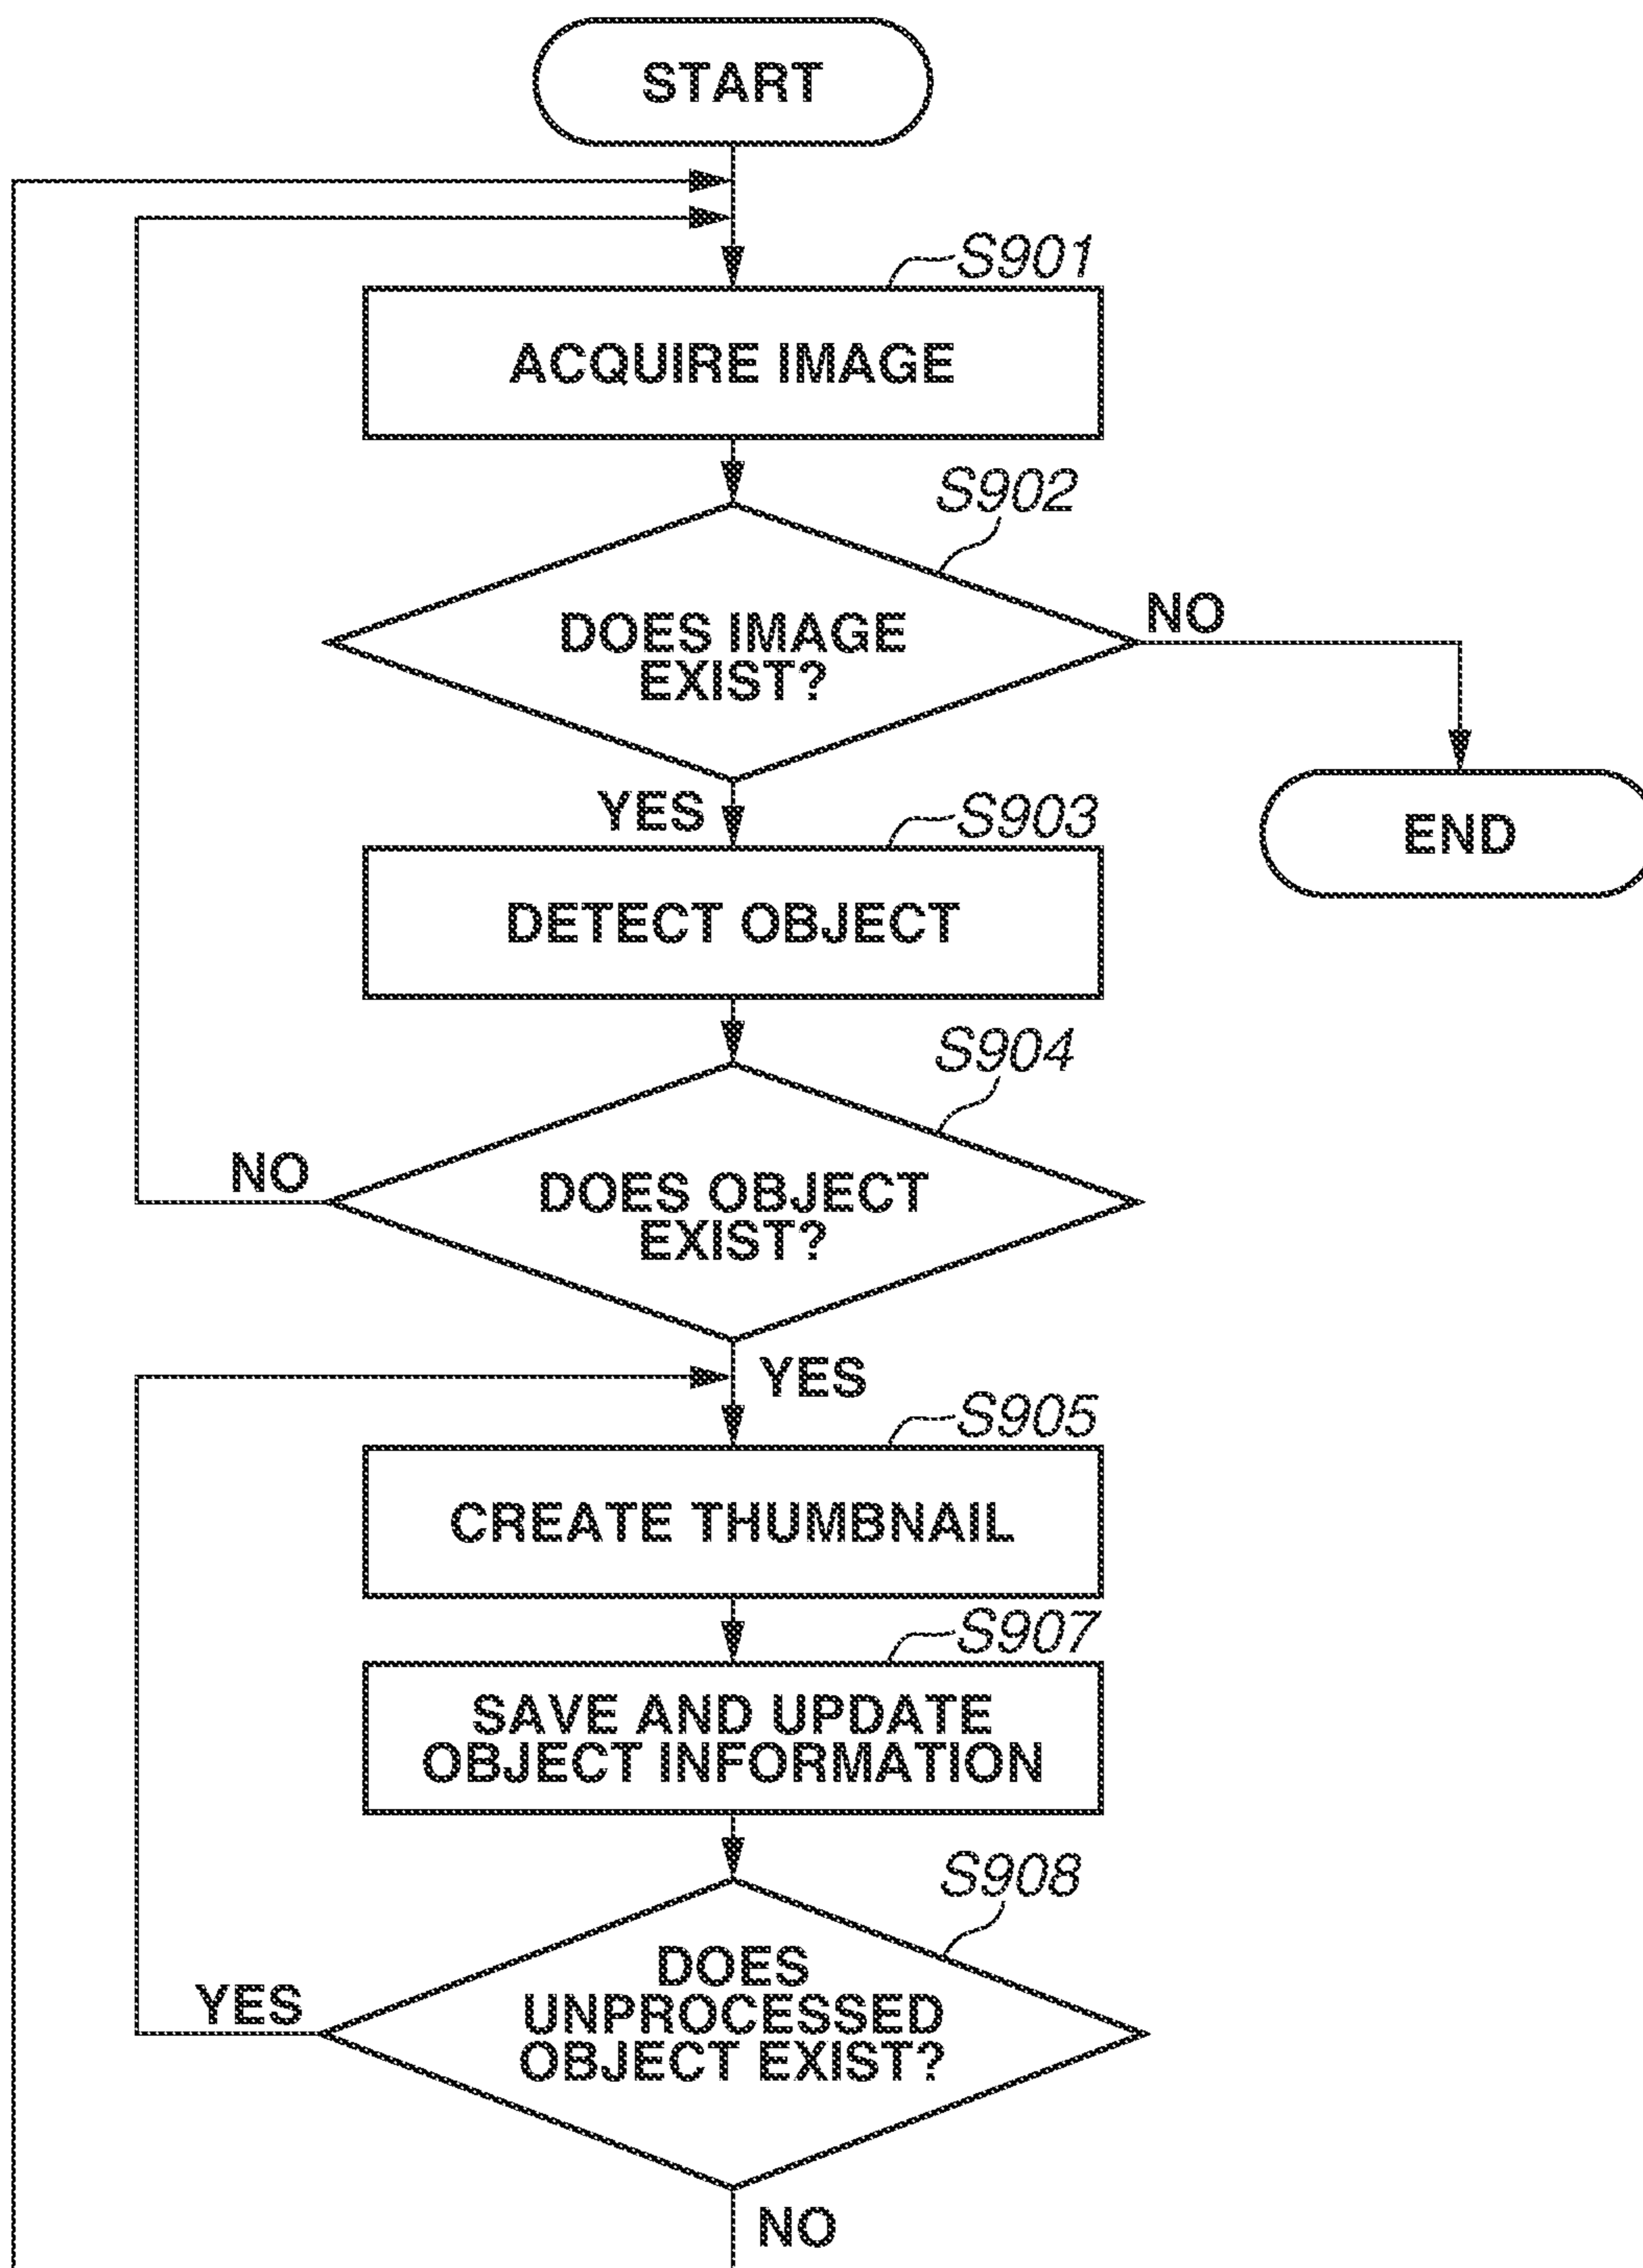 START
S901
ACQUIRE IMAGE
S902
DOES IMAGE
EXIST?
NO
YES
END
S903
DETECT OBJECT
S904
DOES OBJECT
EXIST?
NO
YES
S905
CREATE THUMBNAIL
S907
SAVE AND UPDATE
OBJECT INFORMATION
S908
DOES
UNPROCESSED
OBJECT EXIST?
YES
NO